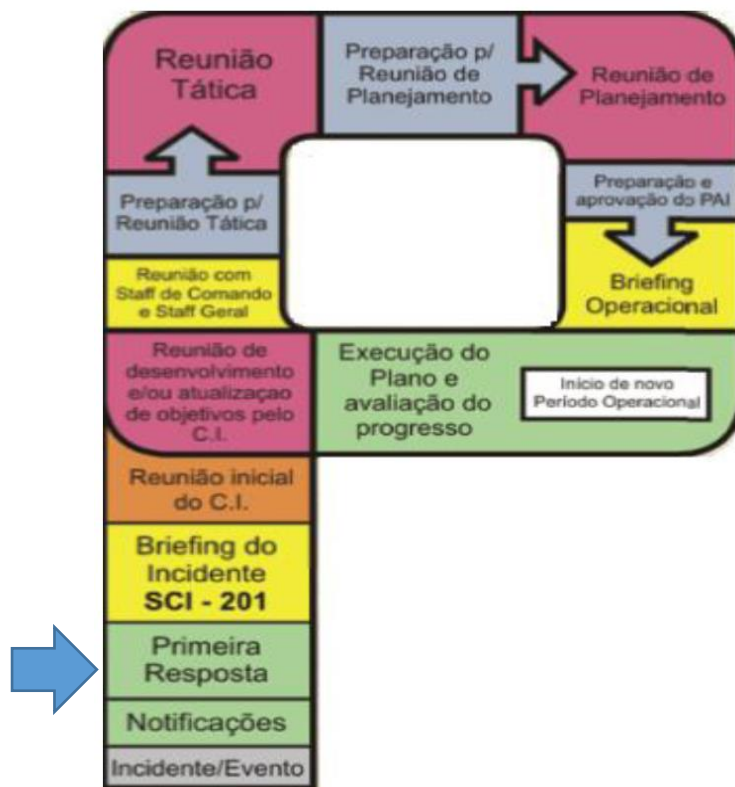 Reunião
Tática
Preparação p/
Reunião de
Planejamento
Reunião de
Planejamento
Preparação p/
Reunião Tática
Preparação e
aprovação do PAI
Reunião com
Staff de Comando
e Staff Geral
Briefing
Operacional
Reunião de
desenvolvimento
e/ou atualizaçao
de objetivos pelo
C.I.
Execução do
Plano e
avaliação do
progresso
Início de novo
Período Operacional
Reunião inicial
do C.I.
Briefing do
Incidente
SCI - 201
Primeira
Resposta
Notificações
Incidente/Evento